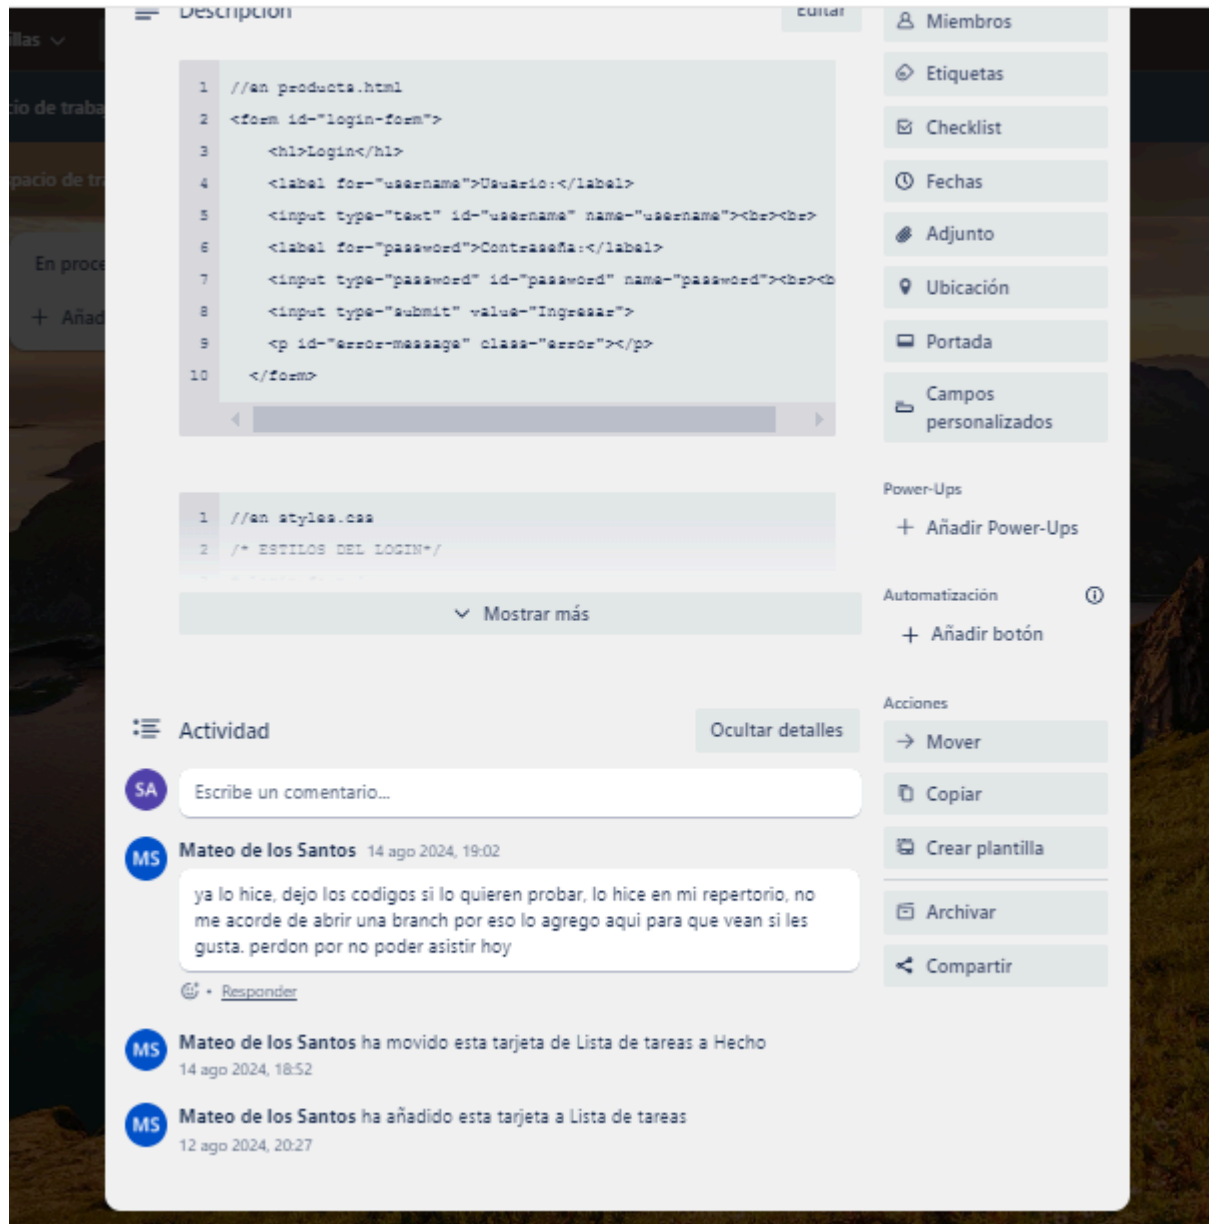 Descripción
Editar
illas
cio de traba
pacio de tr
En proce
+ Añad
1 //en products.html
2 <form id="login-form">
3 <h1>Login</h1>
4 <label for="username">Usuario:</label>
5 <input type="text" id="username" name="username"><br><br>
6 <label for="password">Contraseña:</label>
7 <input type="password" id="password" name="password"><br><b
8 <input type="submit" value="Ingresar">
9 <p id="error-message" class="error"></p>
10 </form>
1 //en styles.css
2 /* ESTILOS DEL LOGIN*/
Mostrar más
Actividad
Ocultar detalles
SA
Escribe un comentario...
MS
Mateo de los Santos 14 ago 2024, 19:02
ya lo hice, dejo los codigos si lo quieren probar, lo hice en mi repertorio, no
me acorde de abrir una branch por eso lo agrego aqui para que vean si les
gusta. perdon por no poder asistir hoy
• Responder
MS
Mateo de los Santos ha movido esta tarjeta de Lista de tareas a Hecho
14 ago 2024, 18:52
MS
Mateo de los Santos ha añadido esta tarjeta a Lista de tareas
12 ago 2024, 20:27
Miembros
Etiquetas
Checklist
Fechas
Adjunto
Ubicación
Portada
Campos
personalizados
Power-Ups
+ Añadir Power-Ups
Automatización
+ Añadir botón
Acciones
Mover
Copiar
Crear plantilla
Archivar
Compartir